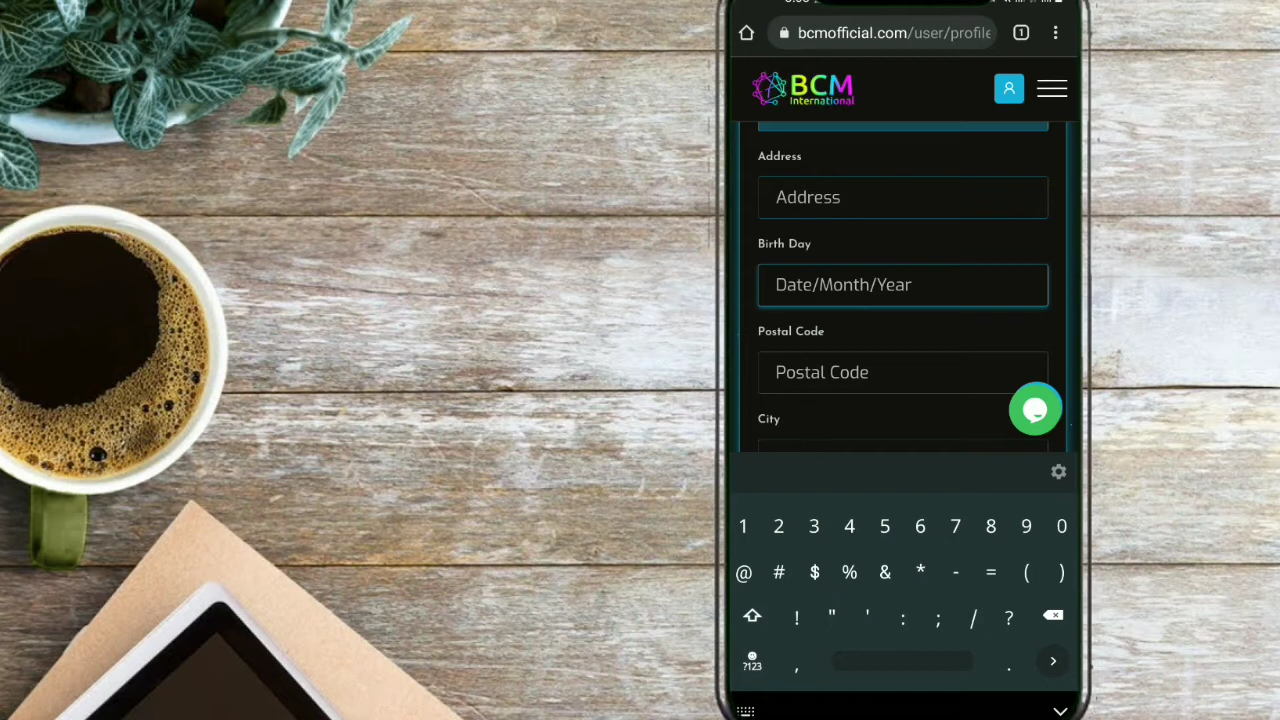 bcmofficial.com/user/profile
1
BCM
International
Address
Address
Birth Day
Date/Month/Year
Postal Code
Postal Code
City
1 2 3 4 5 6 7 8 9 0
@ # $ % & * - = ( )
! " ' : ; / ?
?123 , .